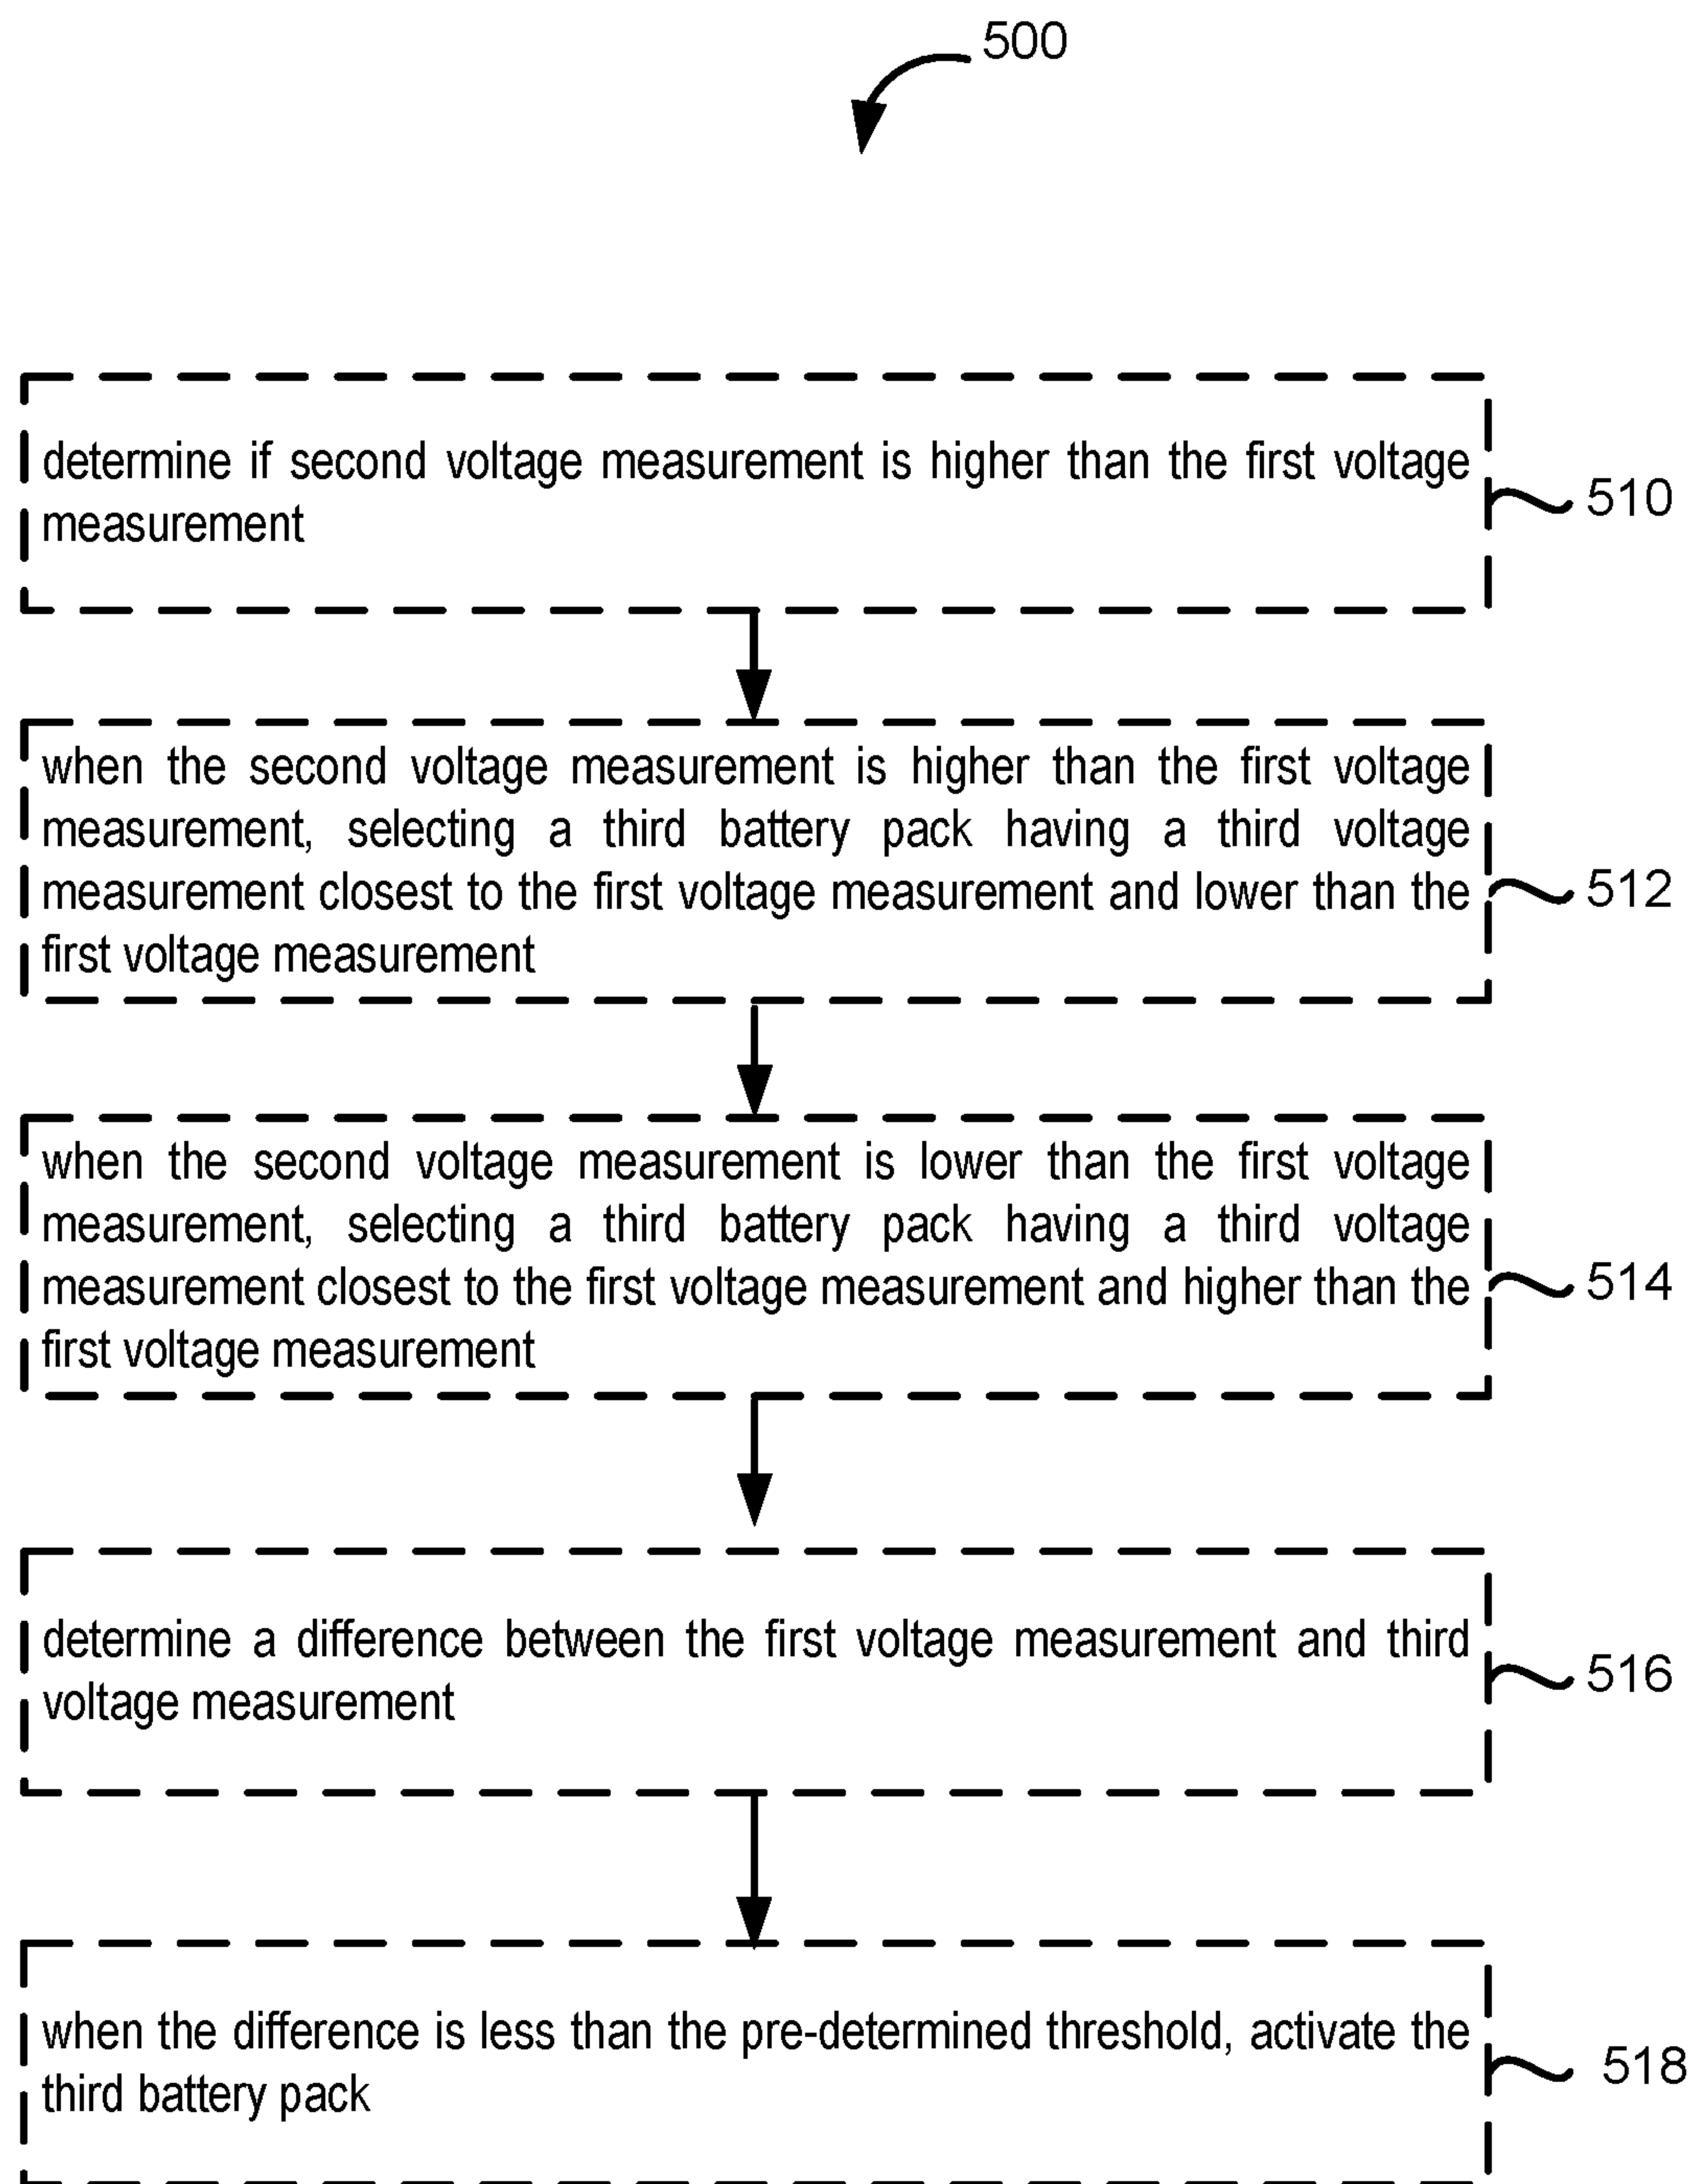 500
determine if second voltage measurement is higher than the first voltage
measurement
510
when the second voltage measurement is higher than the first voltage
measurement, selecting a third battery pack having a third voltage
measurement closest to the first voltage measurement and lower than the
first voltage measurement
512
when the second voltage measurement is lower than the first voltage
measurement, selecting a third battery pack having a third voltage
measurement closest to the first voltage measurement and higher than the
first voltage measurement
514
determine a difference between the first voltage measurement and third
voltage measurement
516
when the difference is less than the pre-determined threshold, activate the
third battery pack
518